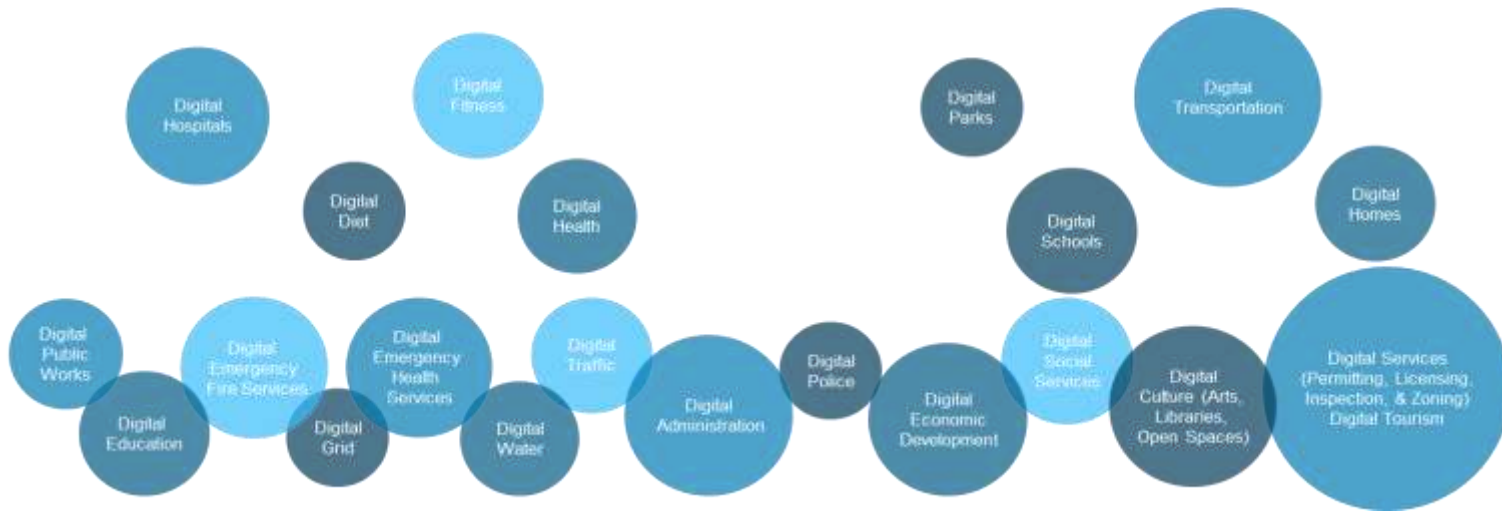 Digital
Hospitals
Digital
Fitness
Digital
Parks
Digital
Transportation
Digital
Diet
Digital
Health
Digital
Schools
Digital
Homes
Digital
Public
Works
Digital
Education
Digital
Emergency
Fire Services
Digital
Grid
Digital
Emergency
Health
Services
Digital
Water
Digital
Traffic
Digital
Administration
Digital
Police
Digital
Economic
Development
Digital
Social
Services
Digital
Culture (Arts,
Libraries,
Open Spaces)
Digital Services
(Permitting, Licensing,
Inspection, & Zoning)
Digital Tourism